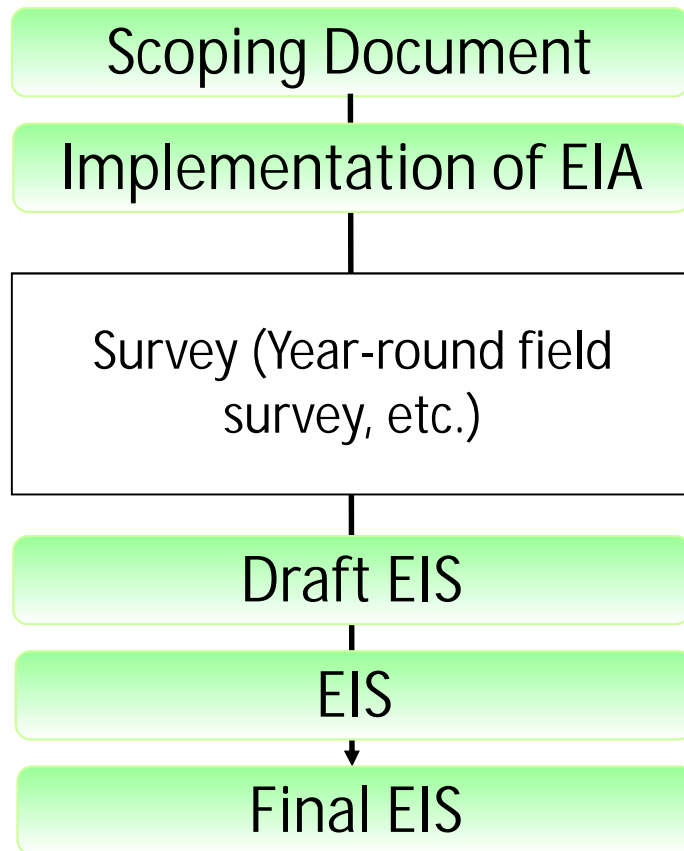 Scoping Document
Implementation of EIA
Survey (Year-round field
survey, etc.)
Draft EIS
EIS
Final EIS